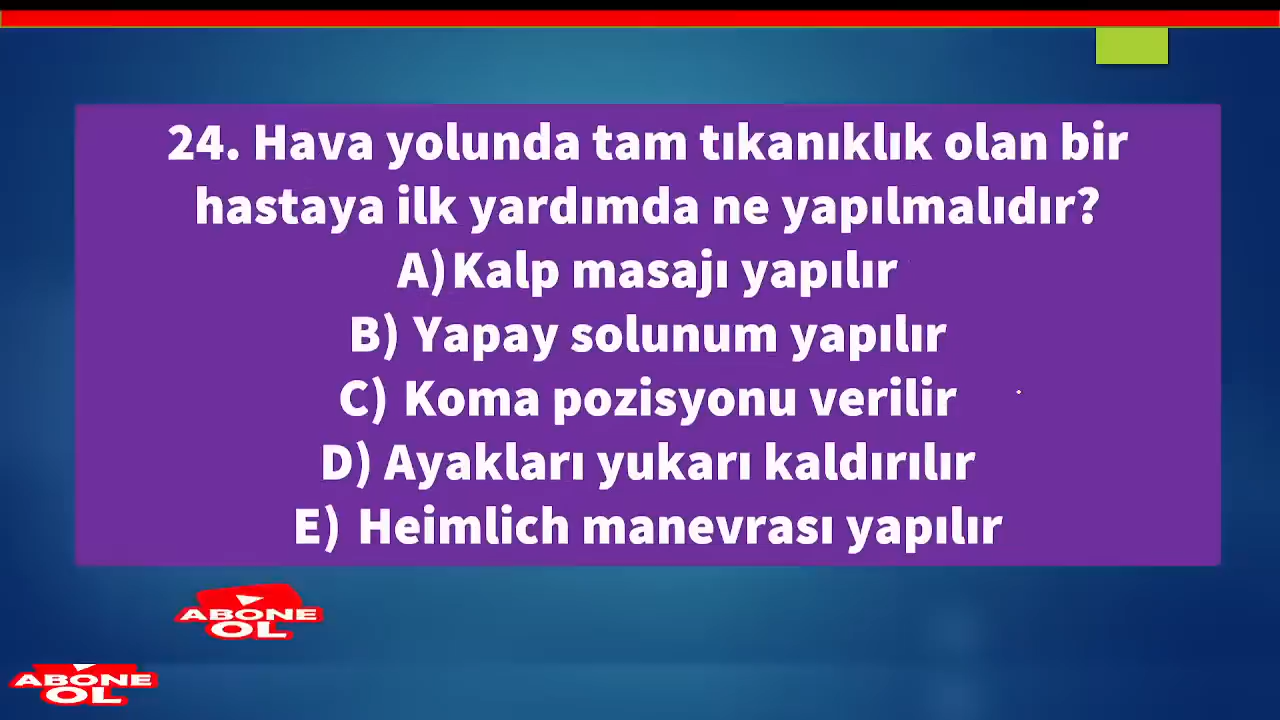 24. Hava yolunda tam tıkanıklık olan bir
hastaya ilk yardımda ne yapılmalıdır?
A)Kalp masajı yapılır
B) Yapay solunum yapılır
C) Koma pozisyonu verilir
D) Ayakları yukarı kaldırılır
E) Heimlich manevrası yapılır
ABONE
OL
ABONE
OL